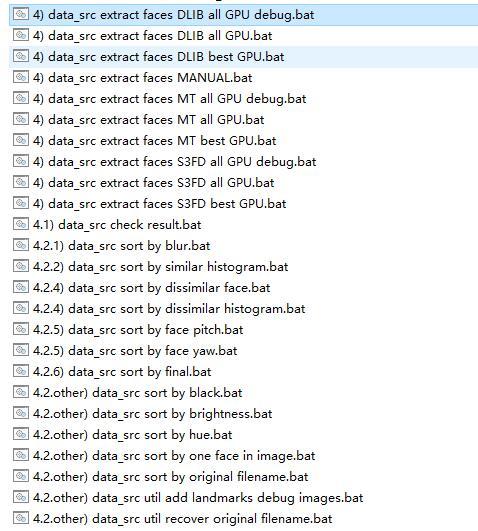 4) data_src extract faces DLIB all GPU debug.bat
4) data_src extract faces DLIB all GPU.bat
4) data_src extract faces DLIB best GPU.bat
4) data_src extract faces MANUAL.bat
4) data_src extract faces MT all GPU debug.bat
4) data_src extract faces MT all GPU.bat
4) data_src extract faces MT best GPU.bat
4) data_src extract faces S3FD all GPU debug.bat
4) data_src extract faces S3FD all GPU.bat
4) data_src extract faces S3FD best GPU.bat
4.1) data_src check result.bat
4.2.1) data_src sort by blur.bat
4.2.2) data_src sort by similar histogram.bat
4.2.4) data_src sort by dissimilar face.bat
4.2.4) data_src sort by dissimilar histogram.bat
4.2.5) data_src sort by face pitch.bat
4.2.5) data_src sort by face yaw.bat
4.2.6) data_src sort by final.bat
4.2.other) data_src sort by black.bat
4.2.other) data_src sort by brightness.bat
4.2.other) data_src sort by hue.bat
4.2.other) data_src sort by one face in image.bat
4.2.other) data_src sort by original filename.bat
4.2.other) data_src util add landmarks debug images.bat
4.2.other) data_src util recover original filename.bat